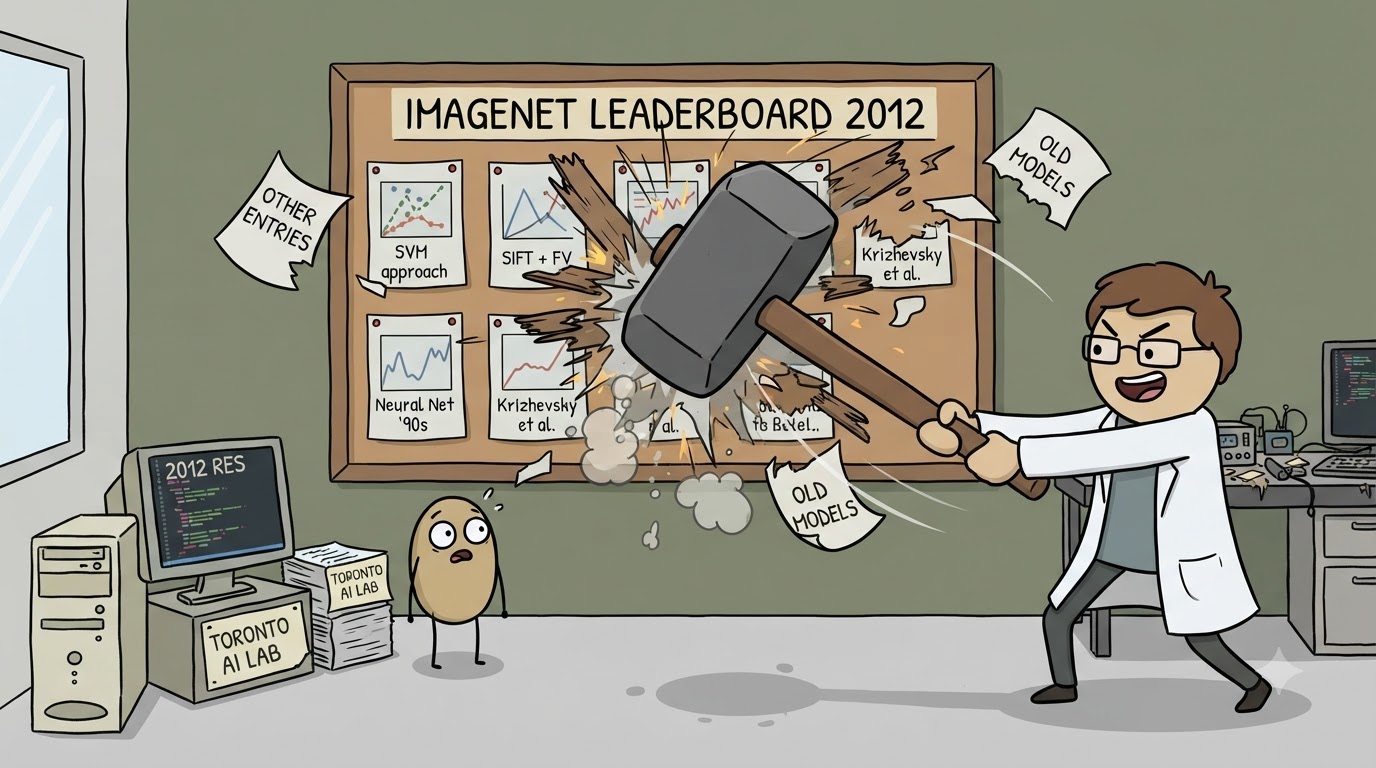 IMAGENET LEADERBOARD 2012
OTHER
ENTRIES
OLD
MODELS
SVM
approach
SIFT + FV
Krizhevsky
et al.
Neural Net
'90s
Krizhevsky
et al.
al.
OLD
MODELS
2012 RES
TORONTO
AI LAB
TORONTO
AI LAB